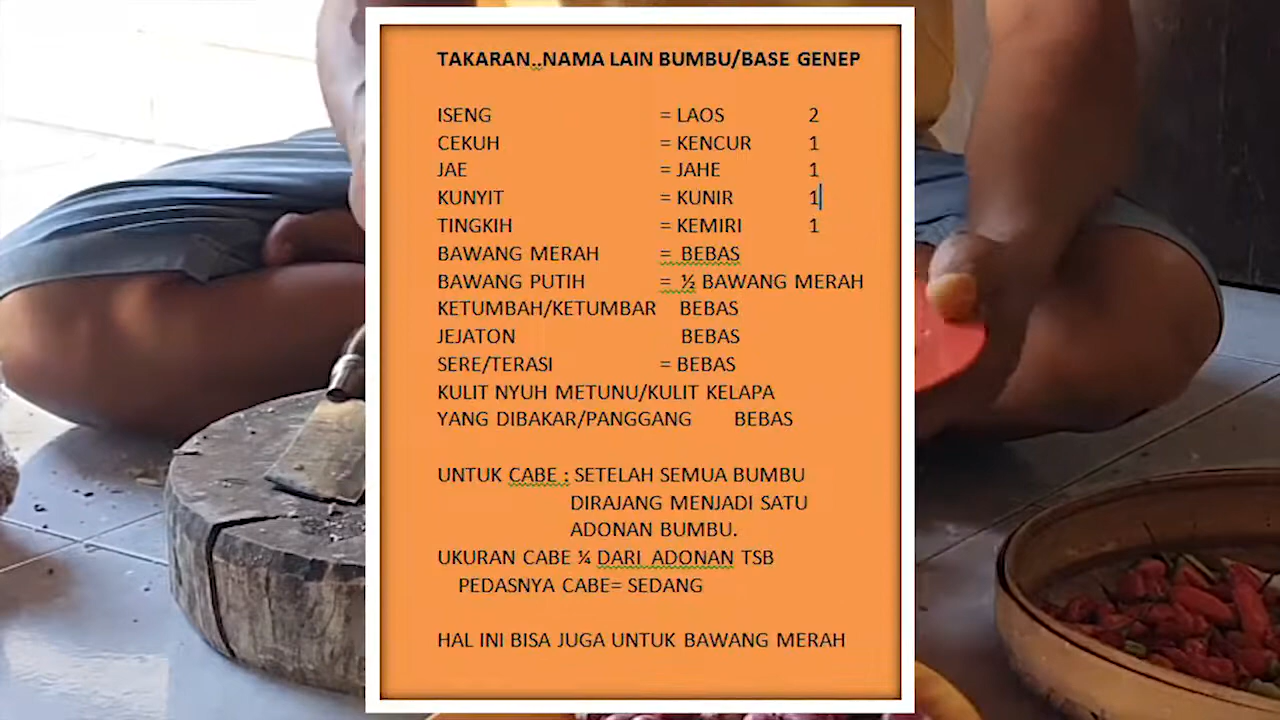 TAKARAN..NAMA LAIN BUMBU/BASE GENEP
ISENG = LAOS 2
CEKUH = KENCUR 1
JAE = JAHE 1
KUNYIT = KUNIR 1
TINGKIH = KEMIRI 1
BAWANG MERAH = BEBAS
BAWANG PUTIH = ½ BAWANG MERAH
KETUMBAH/KETUMBAR BEBAS
JEJATON BEBAS
SERE/TERASI = BEBAS
KULIT NYUH METUNU/KULIT KELAPA
YANG DIBAKAR/PANGGANG BEBAS
UNTUK CABE : SETELAH SEMUA BUMBU
DIRAJANG MENJADI SATU
ADONAN BUMBU.
UKURAN CABE ¼ DARI ADONAN TSB
PEDASNYA CABE= SEDANG
HAL INI BISA JUGA UNTUK BAWANG MERAH